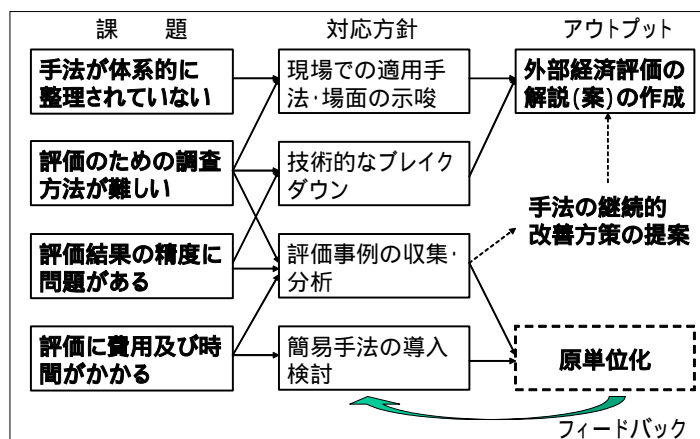 課　題
対応方針
アウトプット
手法が体系的に
整理されていない
現場での適用手
法・場面の示唆
外部経済評価の
解説(案)の作成
評価のための調査
方法が難しい
技術的なブレイク
ダウン
手法の継続的
改善方策の提案
評価結果の精度に
問題がある
評価事例の収集・
分析
評価に費用及び時
間がかかる
簡易手法の導入
検討
原単位化
フィードバック